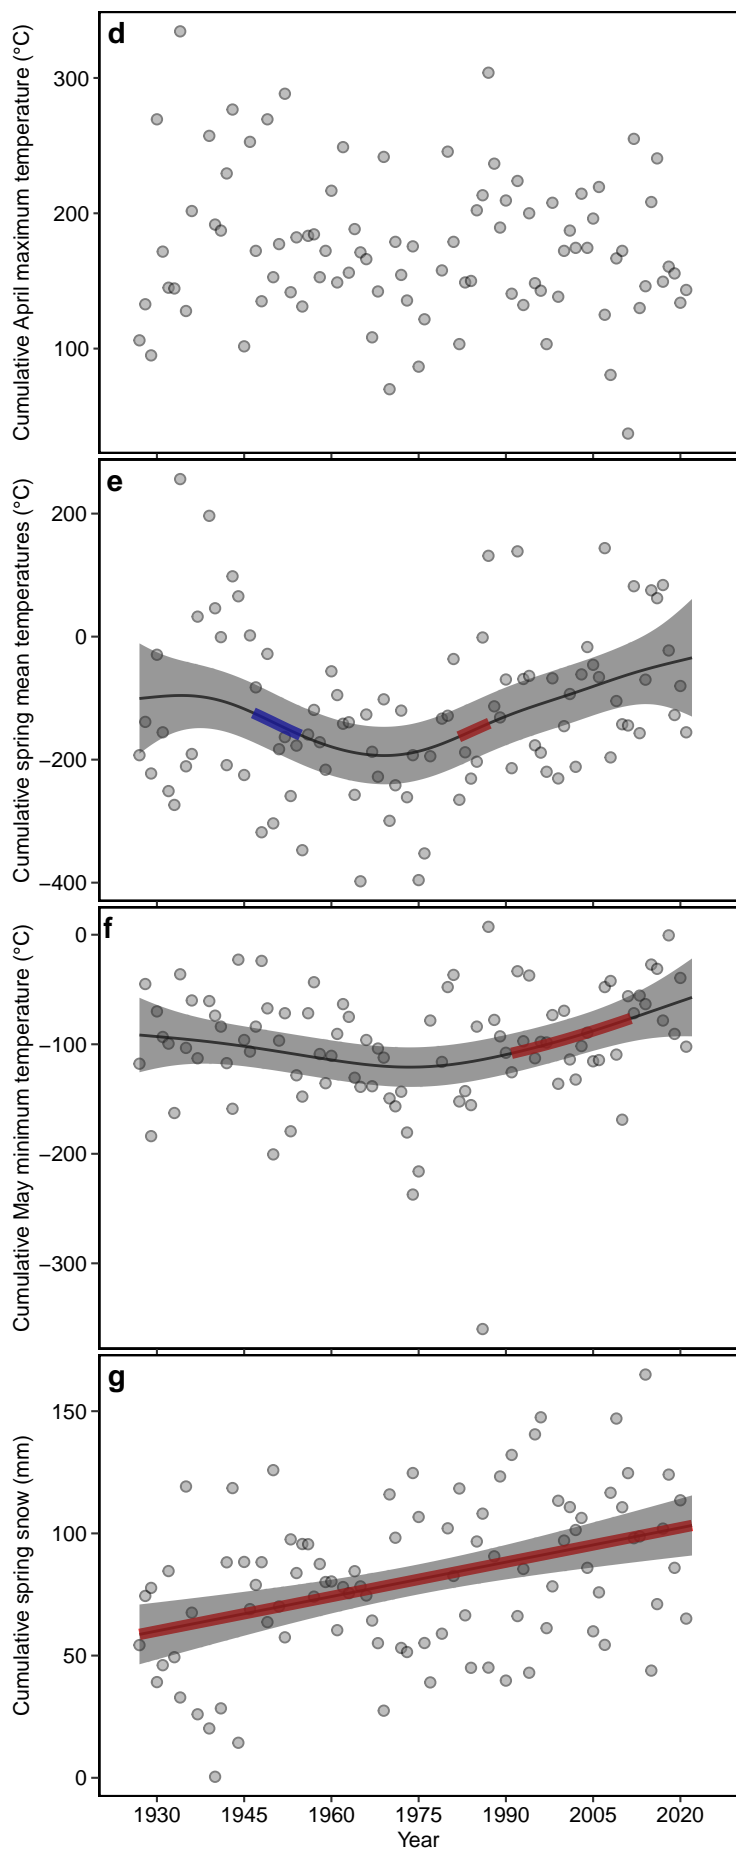 d
Cumulative April maximum temperature (°C)
300
200
100
e
Cumulative spring mean temperatures (°C)
200
0
−200
−400
f
Cumulative May minimum temperature (°C)
0
−100
−200
−300
g
Cumulative spring snow (mm)
150
100
50
0
1930 1945 1960 1975 1990 2005 2020
Year